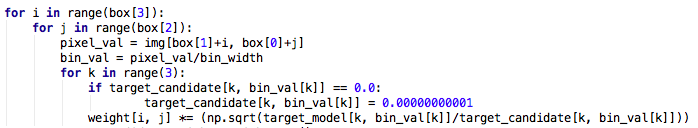 for i in range(box[3]):
    for j in range(box[2]):
        pixel_val = img[box[1]+i, box[0]+j]
        bin_val = pixel_val/bin_width
        for k in range(3):
            if target_candidate[k, bin_val[k]] == 0.0:
                    target_candidate[k, bin_val[k]] = 0.00000000001
            weight[i, j] *= (np.sqrt(target_model[k, bin_val[k]]/target_candidate[k, bin_val[k]]))